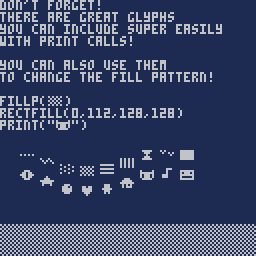 DON'T FORGET!
THERE ARE GREAT GLYPHS
YOU CAN INCLUDE SUPER EASILY
WITH PRINT CALLS!
YOU CAN ALSO USE THEM
TO CHANGE THE FILL PATTERN!
FILLP(▒)
RECTFILL(0,112,128,128)
PRINT("🐱")